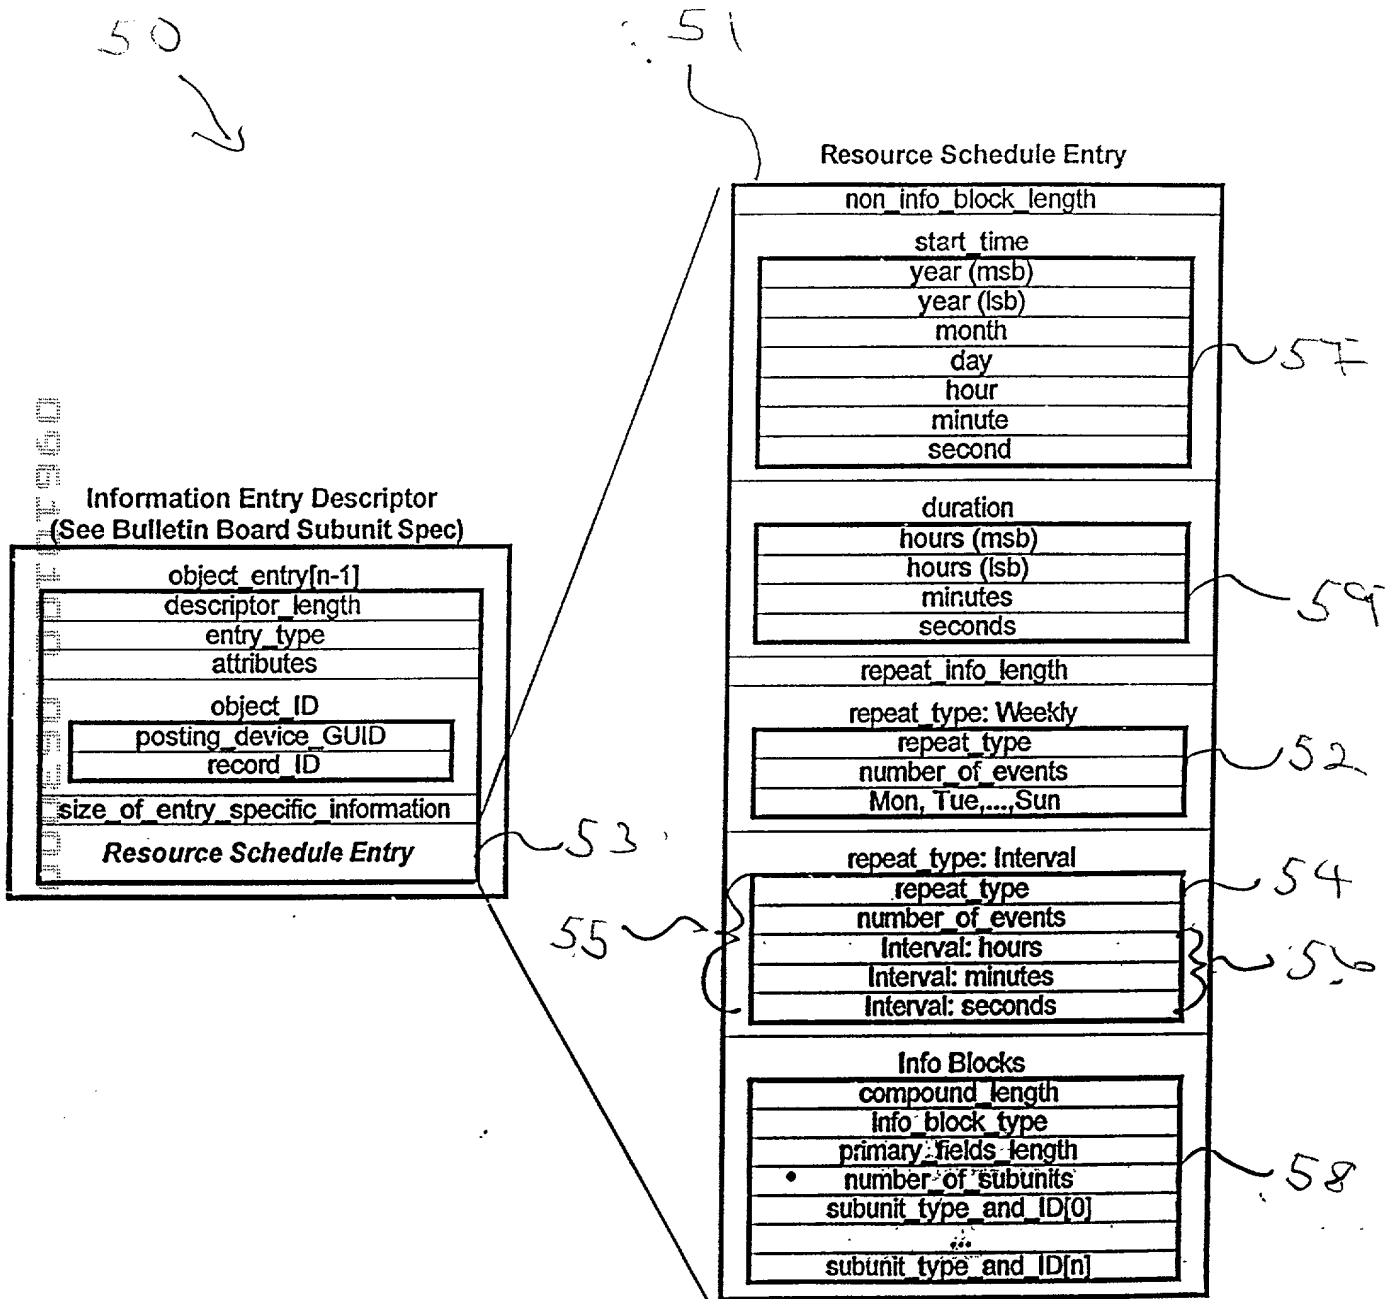 50
51
Resource Schedule Entry
non_info_block_length
start_time
year (msb)
year (lsb)
month
day
hour
minute
second
57
duration
hours (msb)
hours (lsb)
minutes
seconds
59
repeat_info_length
repeat_type: Weekly
repeat_type
number_of_events
Mon, Tue,...,Sun
52
repeat_type: Interval
repeat_type
number_of_events
Interval: hours
Interval: minutes
Interval: seconds
54
55
56
Info Blocks
compound_length
info_block_type
primary_fields_length
number_of_subunits
subunit_type_and_ID[0]
...
subunit_type_and_ID[n]
58
Information Entry Descriptor
(See Bulletin Board Subunit Spec)
object_entry[n-1]
descriptor_length
entry_type
attributes
object_ID
posting_device_GUID
record_ID
size_of_entry_specific_information
Resource Schedule Entry
53